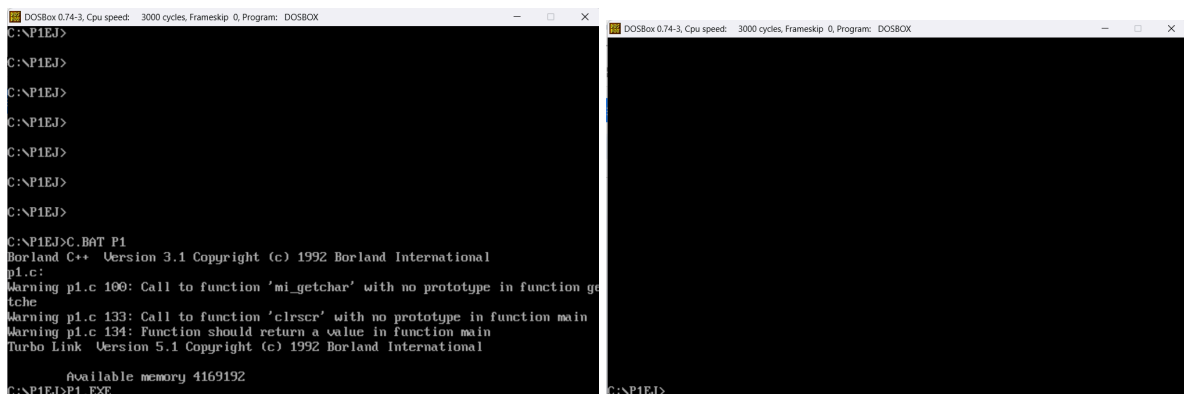 DOSBox 0.74-3, Cpu speed: 3000 cycles, Frameskip 0, Program: DOSBOX
C:\P1EJ>
C:\P1EJ>
C:\P1EJ>
C:\P1EJ>
C:\P1EJ>
C:\P1EJ>
C:\P1EJ>
C:\P1EJ>C.BAT P1
Borland C++ Version 3.1 Copyright (c) 1992 Borland International
p1.c:
Warning p1.c 100: Call to function 'mi_getchar' with no prototype in function ge
tche
Warning p1.c 133: Call to function 'clrscr' with no prototype in function main
Warning p1.c 134: Function should return a value in function main
Turbo Link Version 5.1 Copyright (c) 1992 Borland International
Available memory 4169192
C:\P1EJ>P1.EXE
DOSBox 0.74-3, Cpu speed: 3000 cycles, Frameskip 0, Program: DOSBOX
C:\P1EJ>